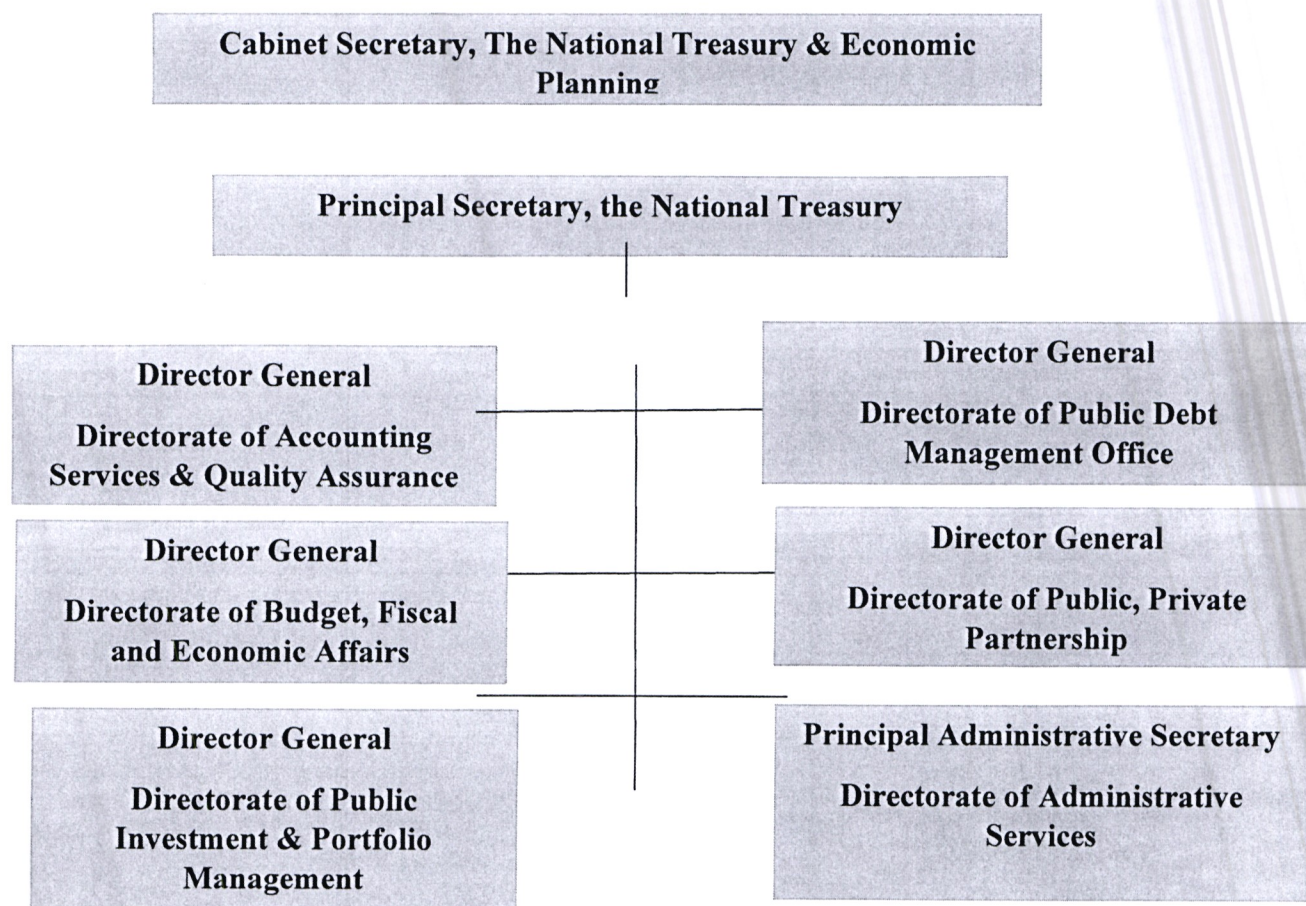 Cabinet Secretary, The National Treasury & Economic
Planning
Principal Secretary, the National Treasury
Director General
Directorate of Accounting
Services & Quality Assurance
Director General
Directorate of Public Debt
Management Office
Director General
Directorate of Budget, Fiscal
and Economic Affairs
Director General
Directorate of Public, Private
Partnership
Director General
Directorate of Public
Investment & Portfolio
Management
Principal Administrative Secretary
Directorate of Administrative
Services